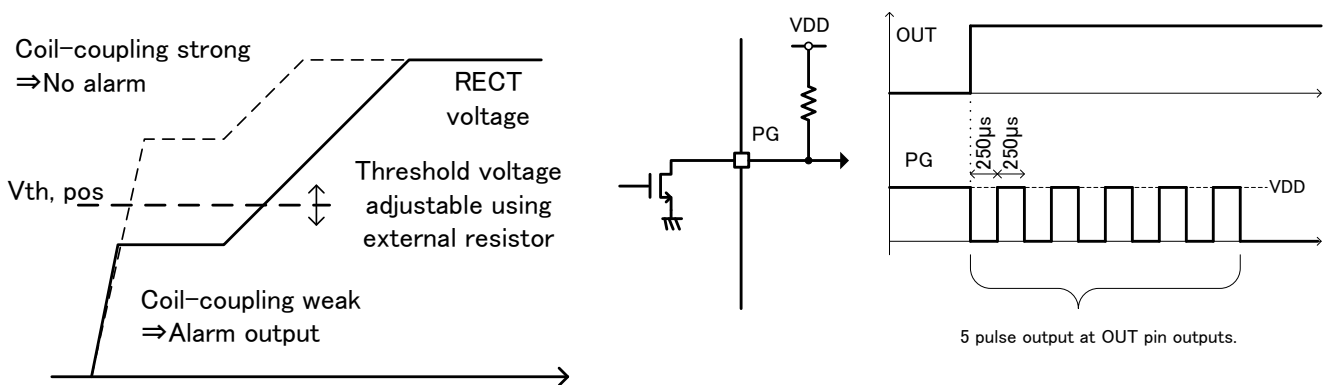 Coil-coupling strong
⇒No alarm
RECT
voltage
Vth, pos
Threshold voltage
adjustable using
external resistor
Coil-coupling weak
⇒Alarm output
VDD
PG
OUT
250μs
250μs
PG
VDD
5 pulse output at OUT pin outputs.